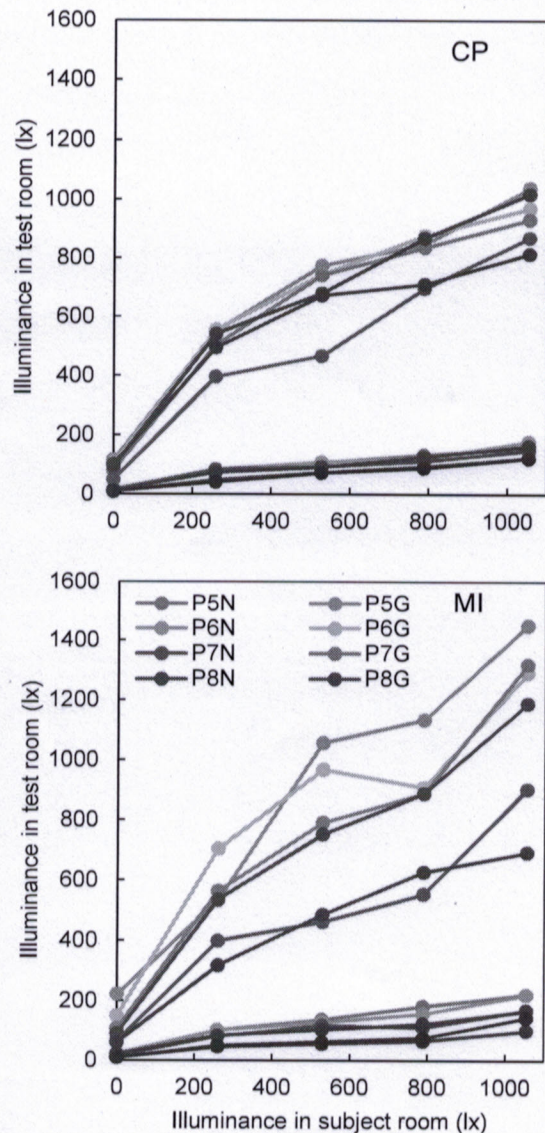 1600
CP
1400
1200
1000
800
600
400
200
0
0 200 400 600 800 1000
Illuminance in test room (lx)
1600
MI
P5N P5G
P6N P6G
P7N P7G
P8N P8G
1400
1200
1000
800
600
400
200
0
0 200 400 600 800 1000
Illuminance in test room (lx)
Illuminance in subject room (lx)